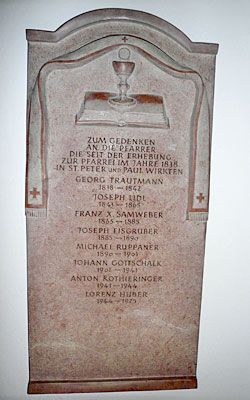 ZUM GEDENKEN
AN DIE PFARRER
DIE SEIT DER ERHEBUNG
ZUR PFARREI IM JAHRE 1818
IN ST. PETER UND PAUL WIRKTEN
GEORG TRAUTMANN
1838 – 1842
JOSEPH LIDL
1843 – 1865
FRANZ X. SAMWEBER
1865 – 1885
JOSEPH EISGRUBER
1885 – 1890
MICHAEL RUPPANER
1890 – 1901
JOHANN GOTTSCHALK
1901 – 1941
ANTON KOTHIERINGER
1941 – 1944
LORENZ HUBER
1944 – 1975